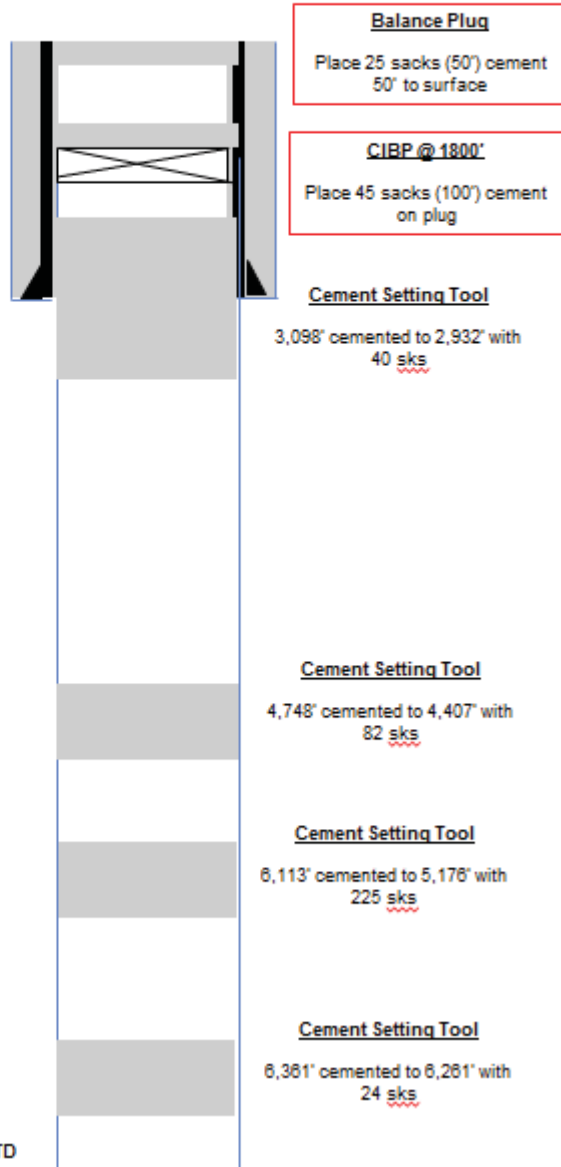 Balance Plug
Place 25 sacks (50') cement
50' to surface
CIBP @ 1800'
Place 45 sacks (100') cement
on plug
Cement Setting Tool
3,098' cemented to 2,932' with
40 sks
Cement Setting Tool
4,748' cemented to 4,407' with
82 sks
Cement Setting Tool
6,113' cemented to 5,176' with
225 sks
Cement Setting Tool
6,361' cemented to 6,261' with
24 sks
TD